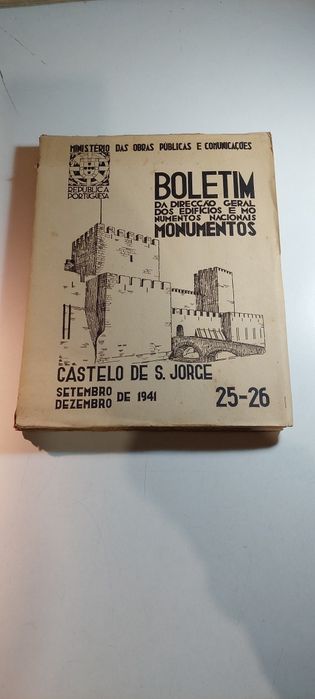 MINISTÉRIO DAS OBRAS PÚBLICAS E COMUNICAÇÕES
REPÚBLICA
PORTUGUESA
BOLETIM
DA DIRECÇÃO GERAL
DOS EDIFÍCIOS E MO
NUMENTOS NACIONAIS
MONUMENTOS
CASTELO DE S. JORGE
SETEMBRO
DEZEMBRO DE 1941
25-26